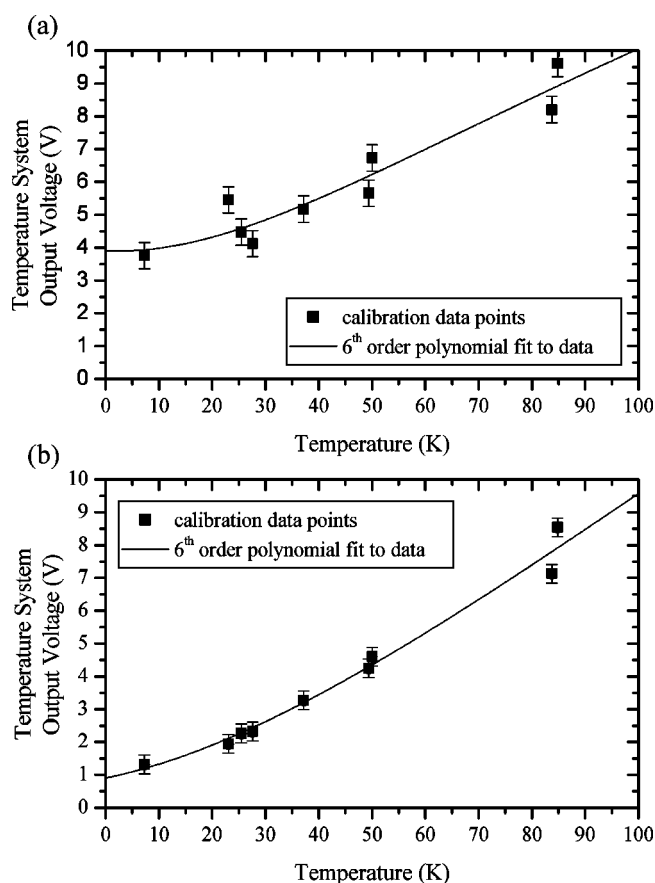 (a)
Temperature System
Output Voltage (V)
10
9
8
7
6
5
4
3
2
1
0
calibration data points
6th order polynomial fit to data
0 10 20 30 40 50 60 70 80 90 100
Temperature (K)
(b)
Temperature System
Output Voltage (V)
10
9
8
7
6
5
4
3
2
1
0
calibration data points
6th order polynomial fit to data
0 10 20 30 40 50 60 70 80 90 100
Temperature (K)